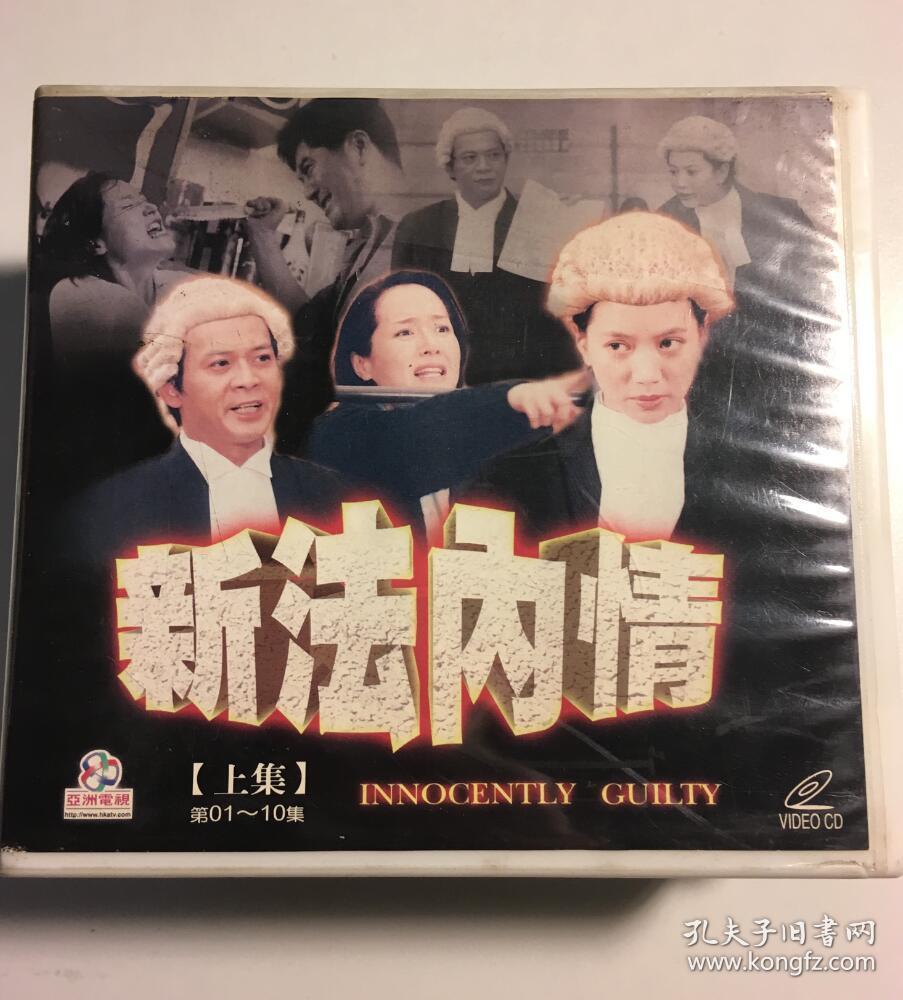 新法內情
【上集】
第01～10集
INNOCENTLY GUILTY
亞洲電視
http://www.hkatv.com
VIDEO CD
孔夫子旧书网
www.kongfz.com